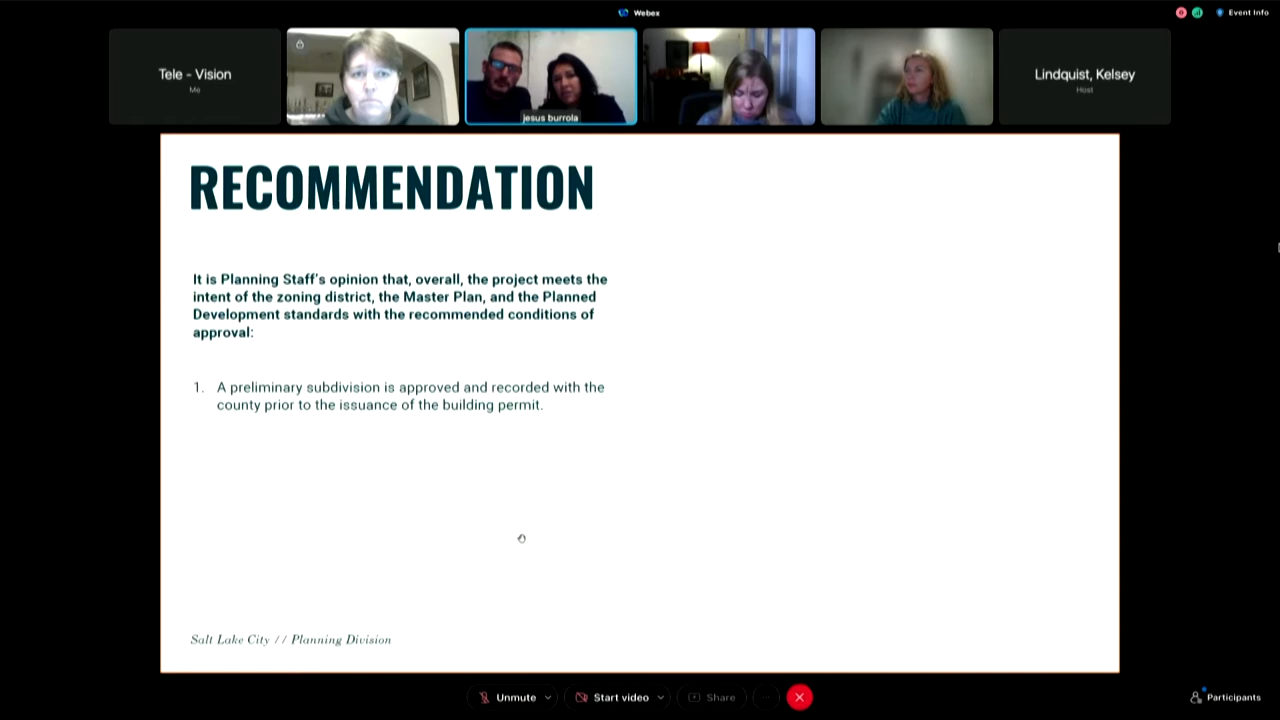 Webex
Event Info
Tele - Vision
Me
jesus burrola
Lindquist, Kelsey
Host
RECOMMENDATION
It is Planning Staff's opinion that, overall, the project meets the
intent of the zoning district, the Master Plan, and the Planned
Development standards with the recommended conditions of
approval:
1. A preliminary subdivision is approved and recorded with the
county prior to the issuance of the building permit.
Salt Lake City // Planning Division
Unmute
Start video
Share
Participants